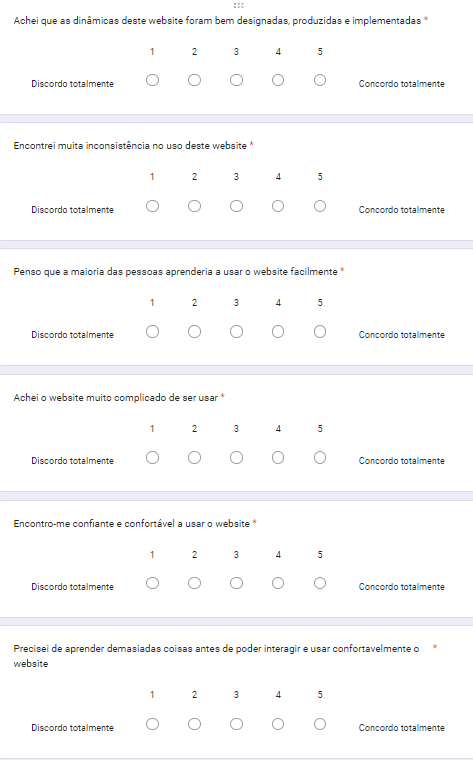 Achei que as dinâmicas deste website foram bem designadas, produzidas e implementadas *
1 2 3 4 5
Discordo totalmente Concordo totalmente
Encontrei muita inconsistência no uso deste website *
1 2 3 4 5
Discordo totalmente Concordo totalmente
Penso que a maioria das pessoas aprenderia a usar o website facilmente *
1 2 3 4 5
Discordo totalmente Concordo totalmente
Achei o website muito complicado de ser usar *
1 2 3 4 5
Discordo totalmente Concordo totalmente
Encontro-me confiante e confortável a usar o website *
1 2 3 4 5
Discordo totalmente Concordo totalmente
Precisei de aprender demasiadas coisas antes de poder interagir e usar confortavelmente o *
website
1 2 3 4 5
Discordo totalmente Concordo totalmente